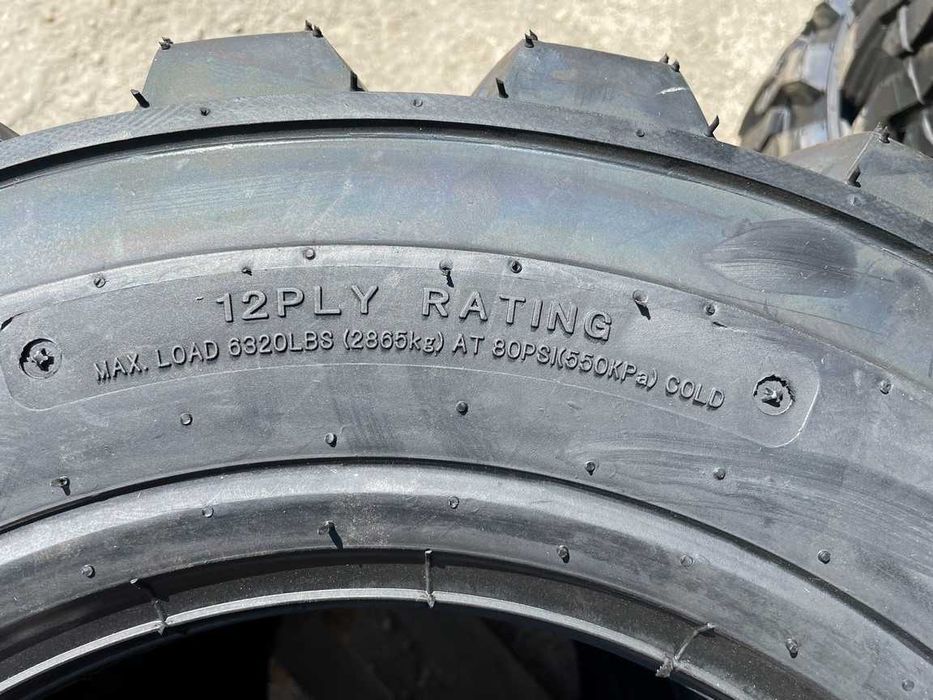 12PLY RATING
MAX. LOAD 6320LBS (2865kg) AT 80PSI(550KPa) COLD